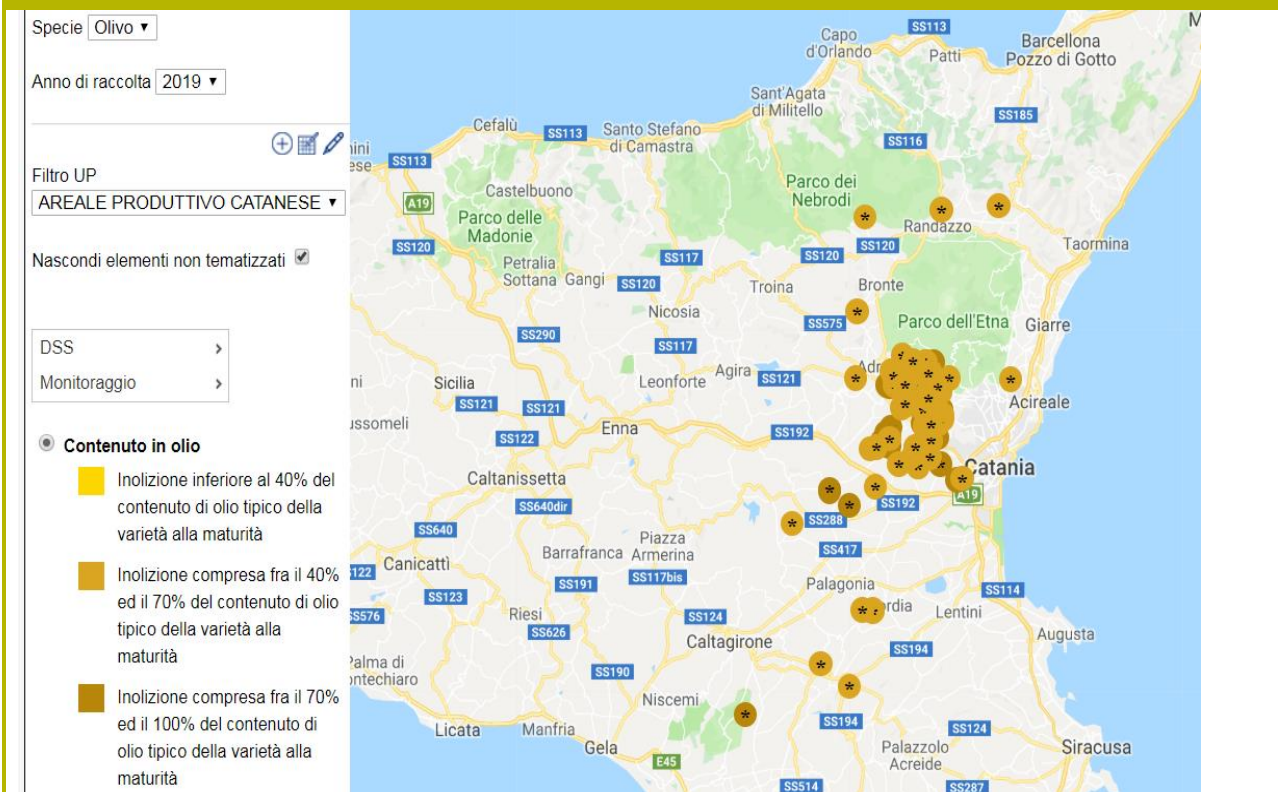 Specie Olivo
Anno di raccolta 2019
Filtro UP
AREALE PRODUTTIVO CATANESE
Nascondi elementi non tematizzati
DSS
Monitoraggio
Contenuto in olio
Inolizione inferiore al 40% del
contenuto di olio tipico della
varietà alla maturità
Inolizione compresa fra il 40%
ed il 70% del contenuto di olio
tipico della varietà alla
maturità
Inolizione compresa fra il 70%
ed il 100% del contenuto di
olio tipico della varietà alla
maturità
SS113
Capo
d'Orlando
Patti
Barcellona
Pozzo di Gotto
Sant'Agata
di Militello
SS185
Cefalù
SS113
Santo Stefano
di Camastra
SS116
SS113
Castelbuono
Parco dei
Nebrodi
A19
Parco delle
Madonie
Randazzo
Taormina
SS120
SS117
SS120
SS120
Petralia
Sottana
Gangi
SS120
Troina
Bronte
Nicosia
SS575
Parco dell'Etna
Giarre
SS290
SS117
Sicilia
Leonforte
Agira
SS121
Acireale
SS121
SS121
SS122
Enna
SS192
Caltanissetta
Catania
A19
SS640dir
SS192
SS288
SS640
Piazza
Armerina
Barrafranca
SS417
Canicattì
SS191
SS117bis
Palagonia
SS114
SS123
Lentini
Riesi
SS124
SS626
Caltagirone
Augusta
SS194
SS190
Niscemi
Licata
Manfria
SS194
SS124
Gela
Palazzolo
Acreide
Siracusa
E45
SS514
SS287